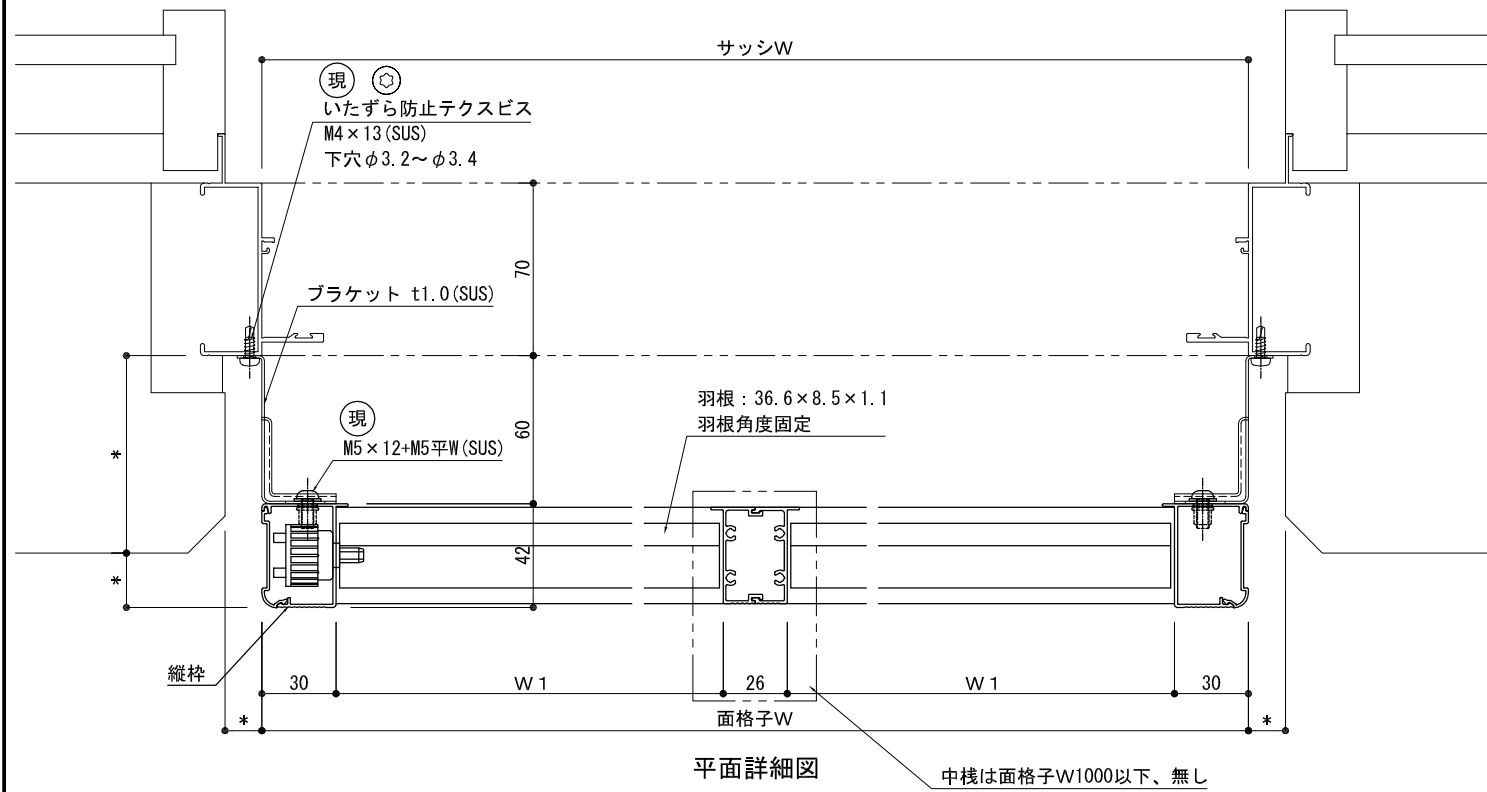 サッシW
現
いたずら防止テクスビス
M4×13(SUS)
下穴φ3.2～φ3.4
70
ブラケット t1.0(SUS)
羽根：36.6×8.5×1.1
羽根角度固定
現
M5×12+M5平W(SUS)
60
*
42
*
縦枠
30
W1
26
W1
30
*
面格子W
*
平面詳細図
中桟は面格子W1000以下、無し